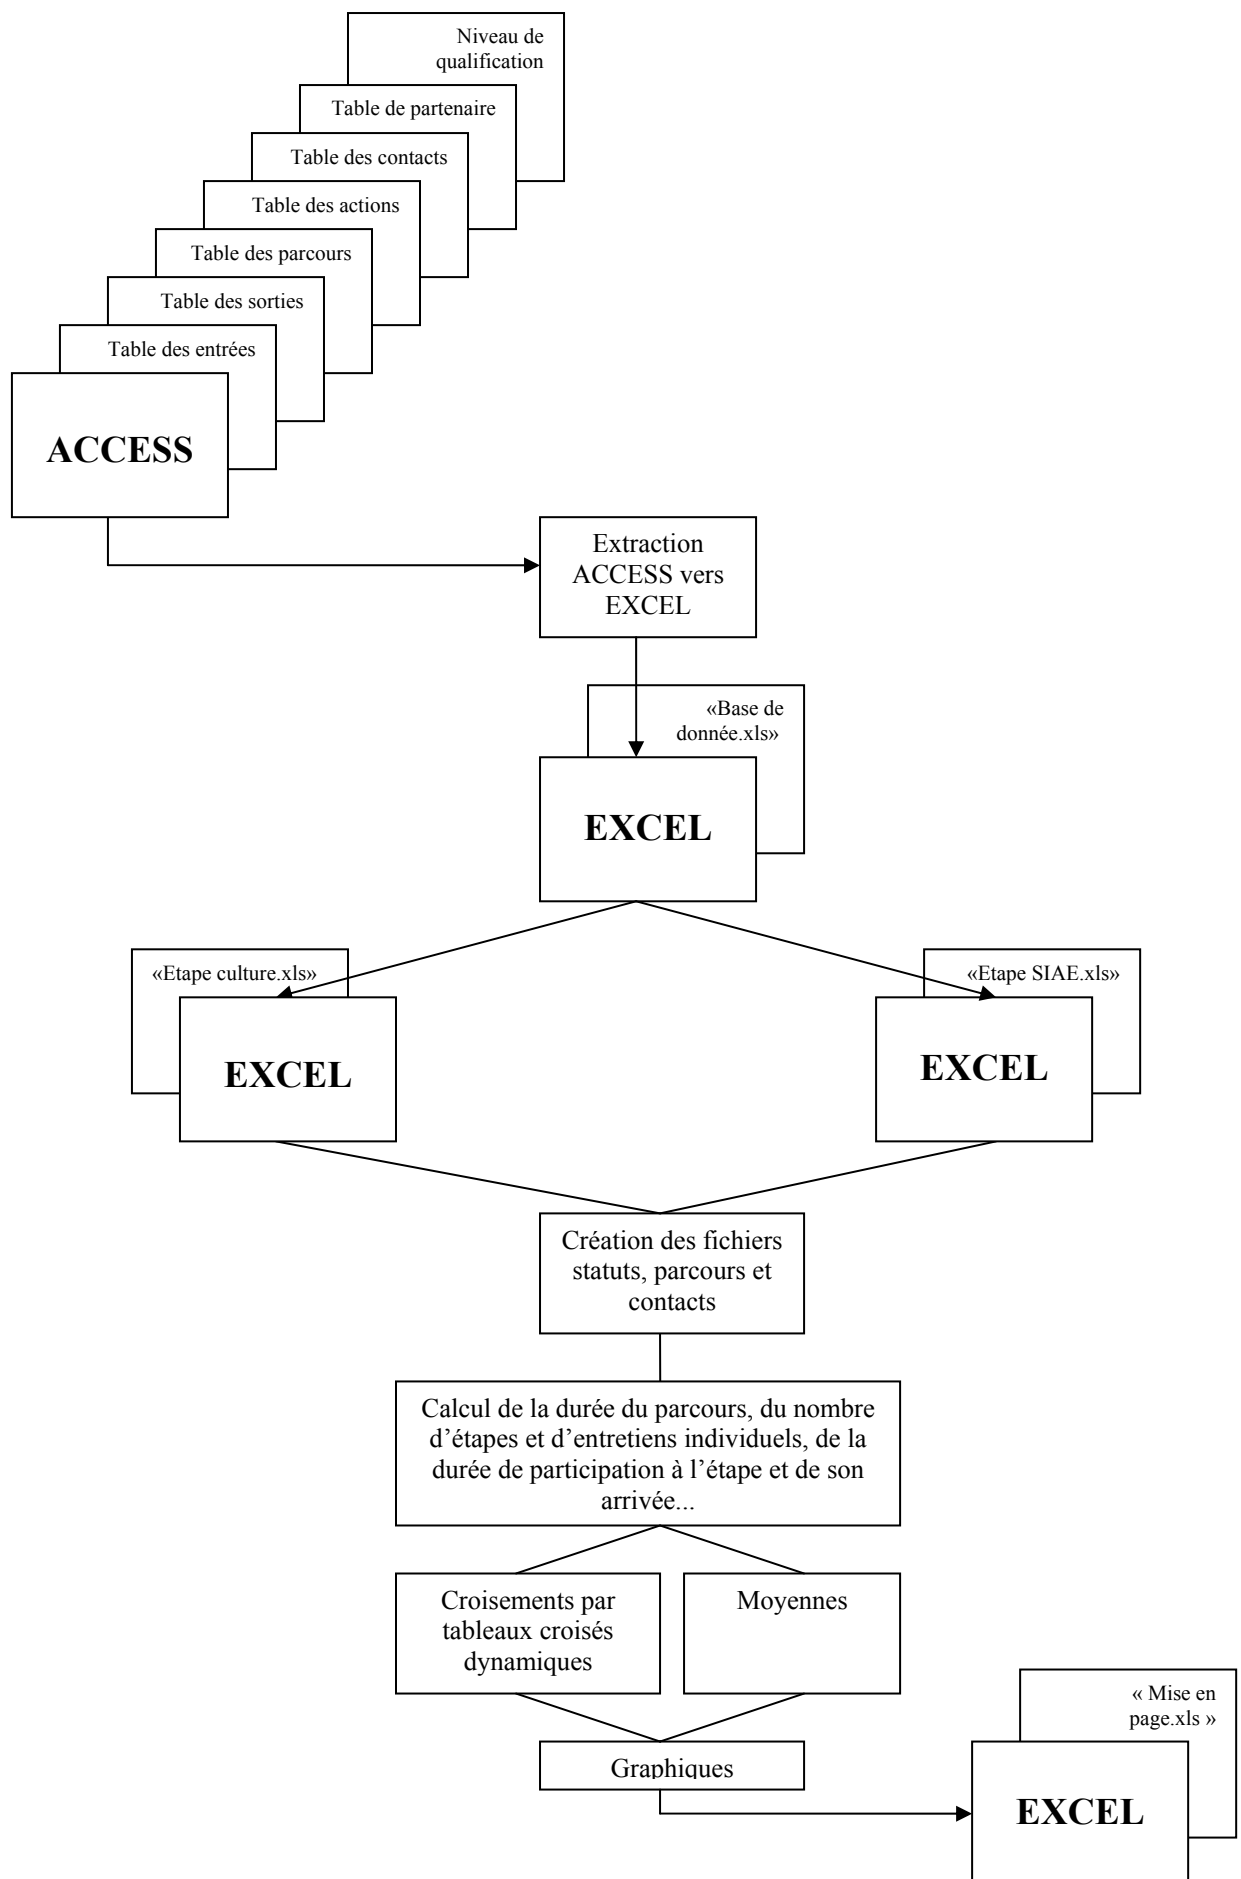 Niveau de
qualification
Table de partenaire
Table des contacts
Table des actions
Table des parcours
Table des sorties
Table des entrées
ACCESS
Extraction
ACCESS vers
EXCEL
«Base de
donnée.xls»
EXCEL
«Etape culture.xls»
EXCEL
«Etape SIAE.xls»
EXCEL
Création des fichiers
statuts, parcours et
contacts
Calcul de la durée du parcours, du nombre
d’étapes et d’entretiens individuels, de la
durée de participation à l’étape et de son
arrivée...
Croisements par
tableaux croisés
dynamiques
Moyennes
Graphiques
« Mise en
page.xls »
EXCEL